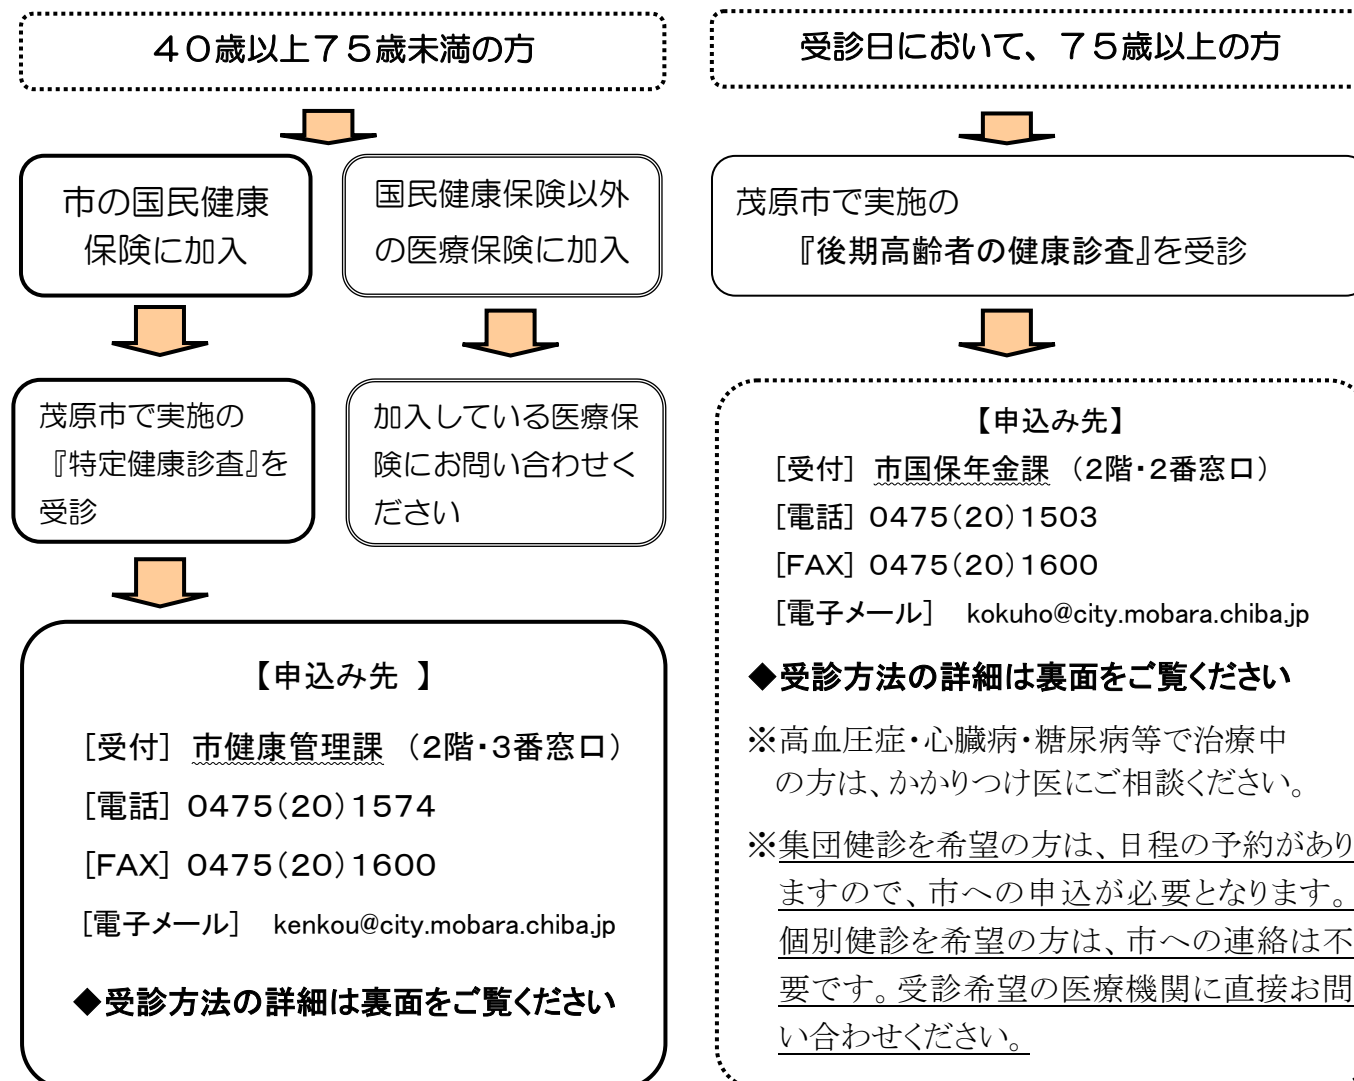 ４０歳以上７５歳未満の方
市の国民健康
保険に加入
国民健康保険以外
の医療保険に加入
茂原市で実施の
『特定健康診査』を
受診
加入している医療保
険にお問い合わせく
ださい
【申込み先 】
[受付] 市健康管理課 （２階・３番窓口）
[電話] ０４７５（２０）１５７４
[FAX] ０４７５（２０）１６００
[電子メール] kenkou@city.mobara.chiba.jp
◆受診方法の詳細は裏面をご覧ください
受診日において、７５歳以上の方
茂原市で実施の
『後期高齢者の健康診査』を受診
【申込み先】
[受付] 市国保年金課 （２階・２番窓口）
[電話] ０４７５（２０）１５０３
[FAX] ０４７５（２０）１６００
[電子メール] kokuho@city.mobara.chiba.jp
◆受診方法の詳細は裏面をご覧ください
※高血圧症・心臓病・糖尿病等で治療中
の方は、かかりつけ医にご相談ください。
※集団健診を希望の方は、日程の予約があり
ますので、市への申込が必要となります。
個別健診を希望の方は、市への連絡は不
要です。受診希望の医療機関に直接お問
い合わせください。